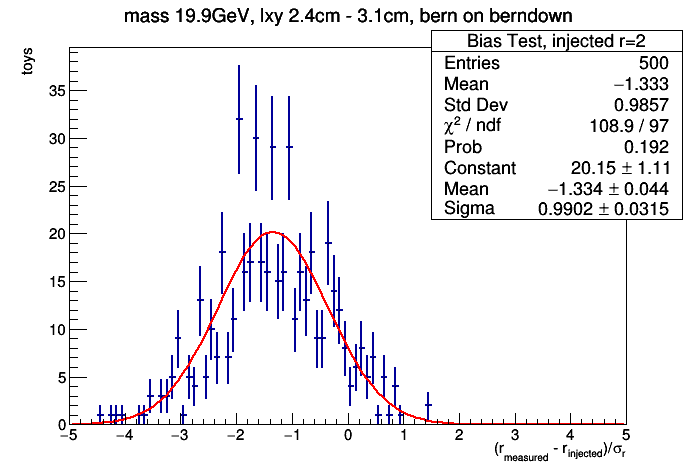 mass 19.9GeV, lxy 2.4cm - 3.1cm, bern on berndown
Bias Test, injected r=2
Entries 500
Mean −1.333
Std Dev 0.9857
χ² / ndf 108.9 / 97
Prob 0.192
Constant 20.15 ± 1.11
Mean −1.334 ± 0.044
Sigma 0.9902 ± 0.0315
toys
35
30
25
20
15
10
5
0
−5 −4 −3 −2 −1 0 1 2 3 4 5
(r_measured - r_injected)/σ_r